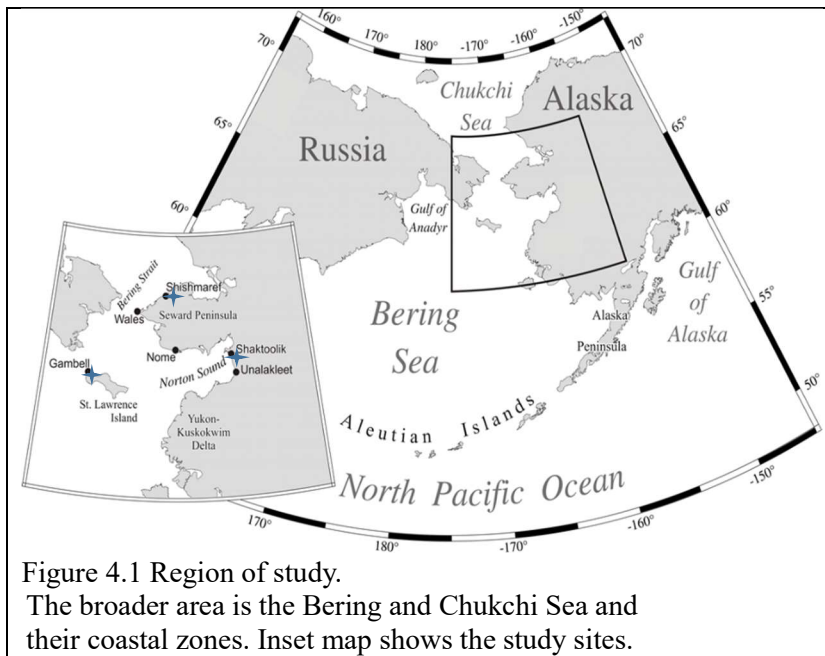 160°
170°
180°
-170°
-160°
-150°
70°
70°
Chukchi
Sea
Alaska
65°
65°
Russia
60°
60°
Gulf of
Anadyr
Bering Strait
Shishmaref
Wales
Seward Peninsula
Nome
Shaktoolik
Gambell
Norton Sound
Unalakleet
St. Lawrence
Island
Yukon-
Kuskokwim
Delta
Bering
Sea
Gulf
of
Alaska
55°
Alaska
Peninsula
50°
Aleutian Islands
North Pacific Ocean
170°
180°
-170°
-160°
-150°
Figure 4.1 Region of study.
The broader area is the Bering and Chukchi Sea and
their coastal zones. Inset map shows the study sites.